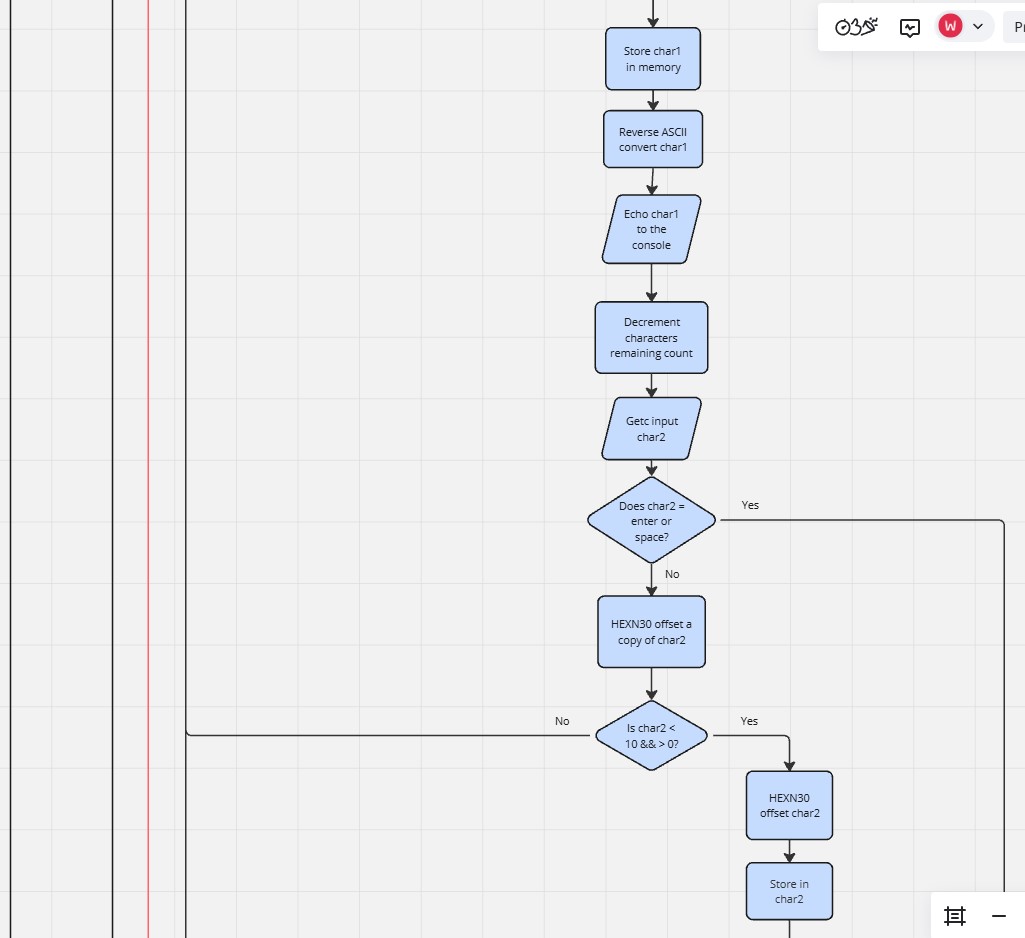 W
Pr
Store char1
in memory
Reverse ASCII
convert char1
Echo char1
to the
console
Decrement
characters
remaining count
Getc input
char2
Does char2 =
enter or
space?
Yes
No
HEXN30 offset a
copy of char2
Is char2 <
10 && > 0?
No
Yes
HEXN30
offset char2
Store in
char2